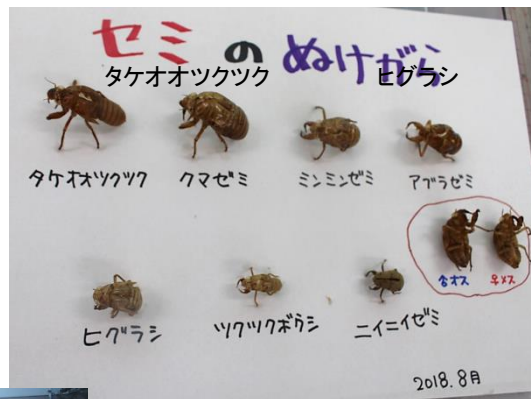 セミのぬけがら
タケオオツクツク ヒグラシ
タケオオツクツク クマゼミ ミンミンゼミ アブラゼミ
♂オス ♀メス
ヒグラシ ツクツクボウシ ニイニイゼミ
2018.8月